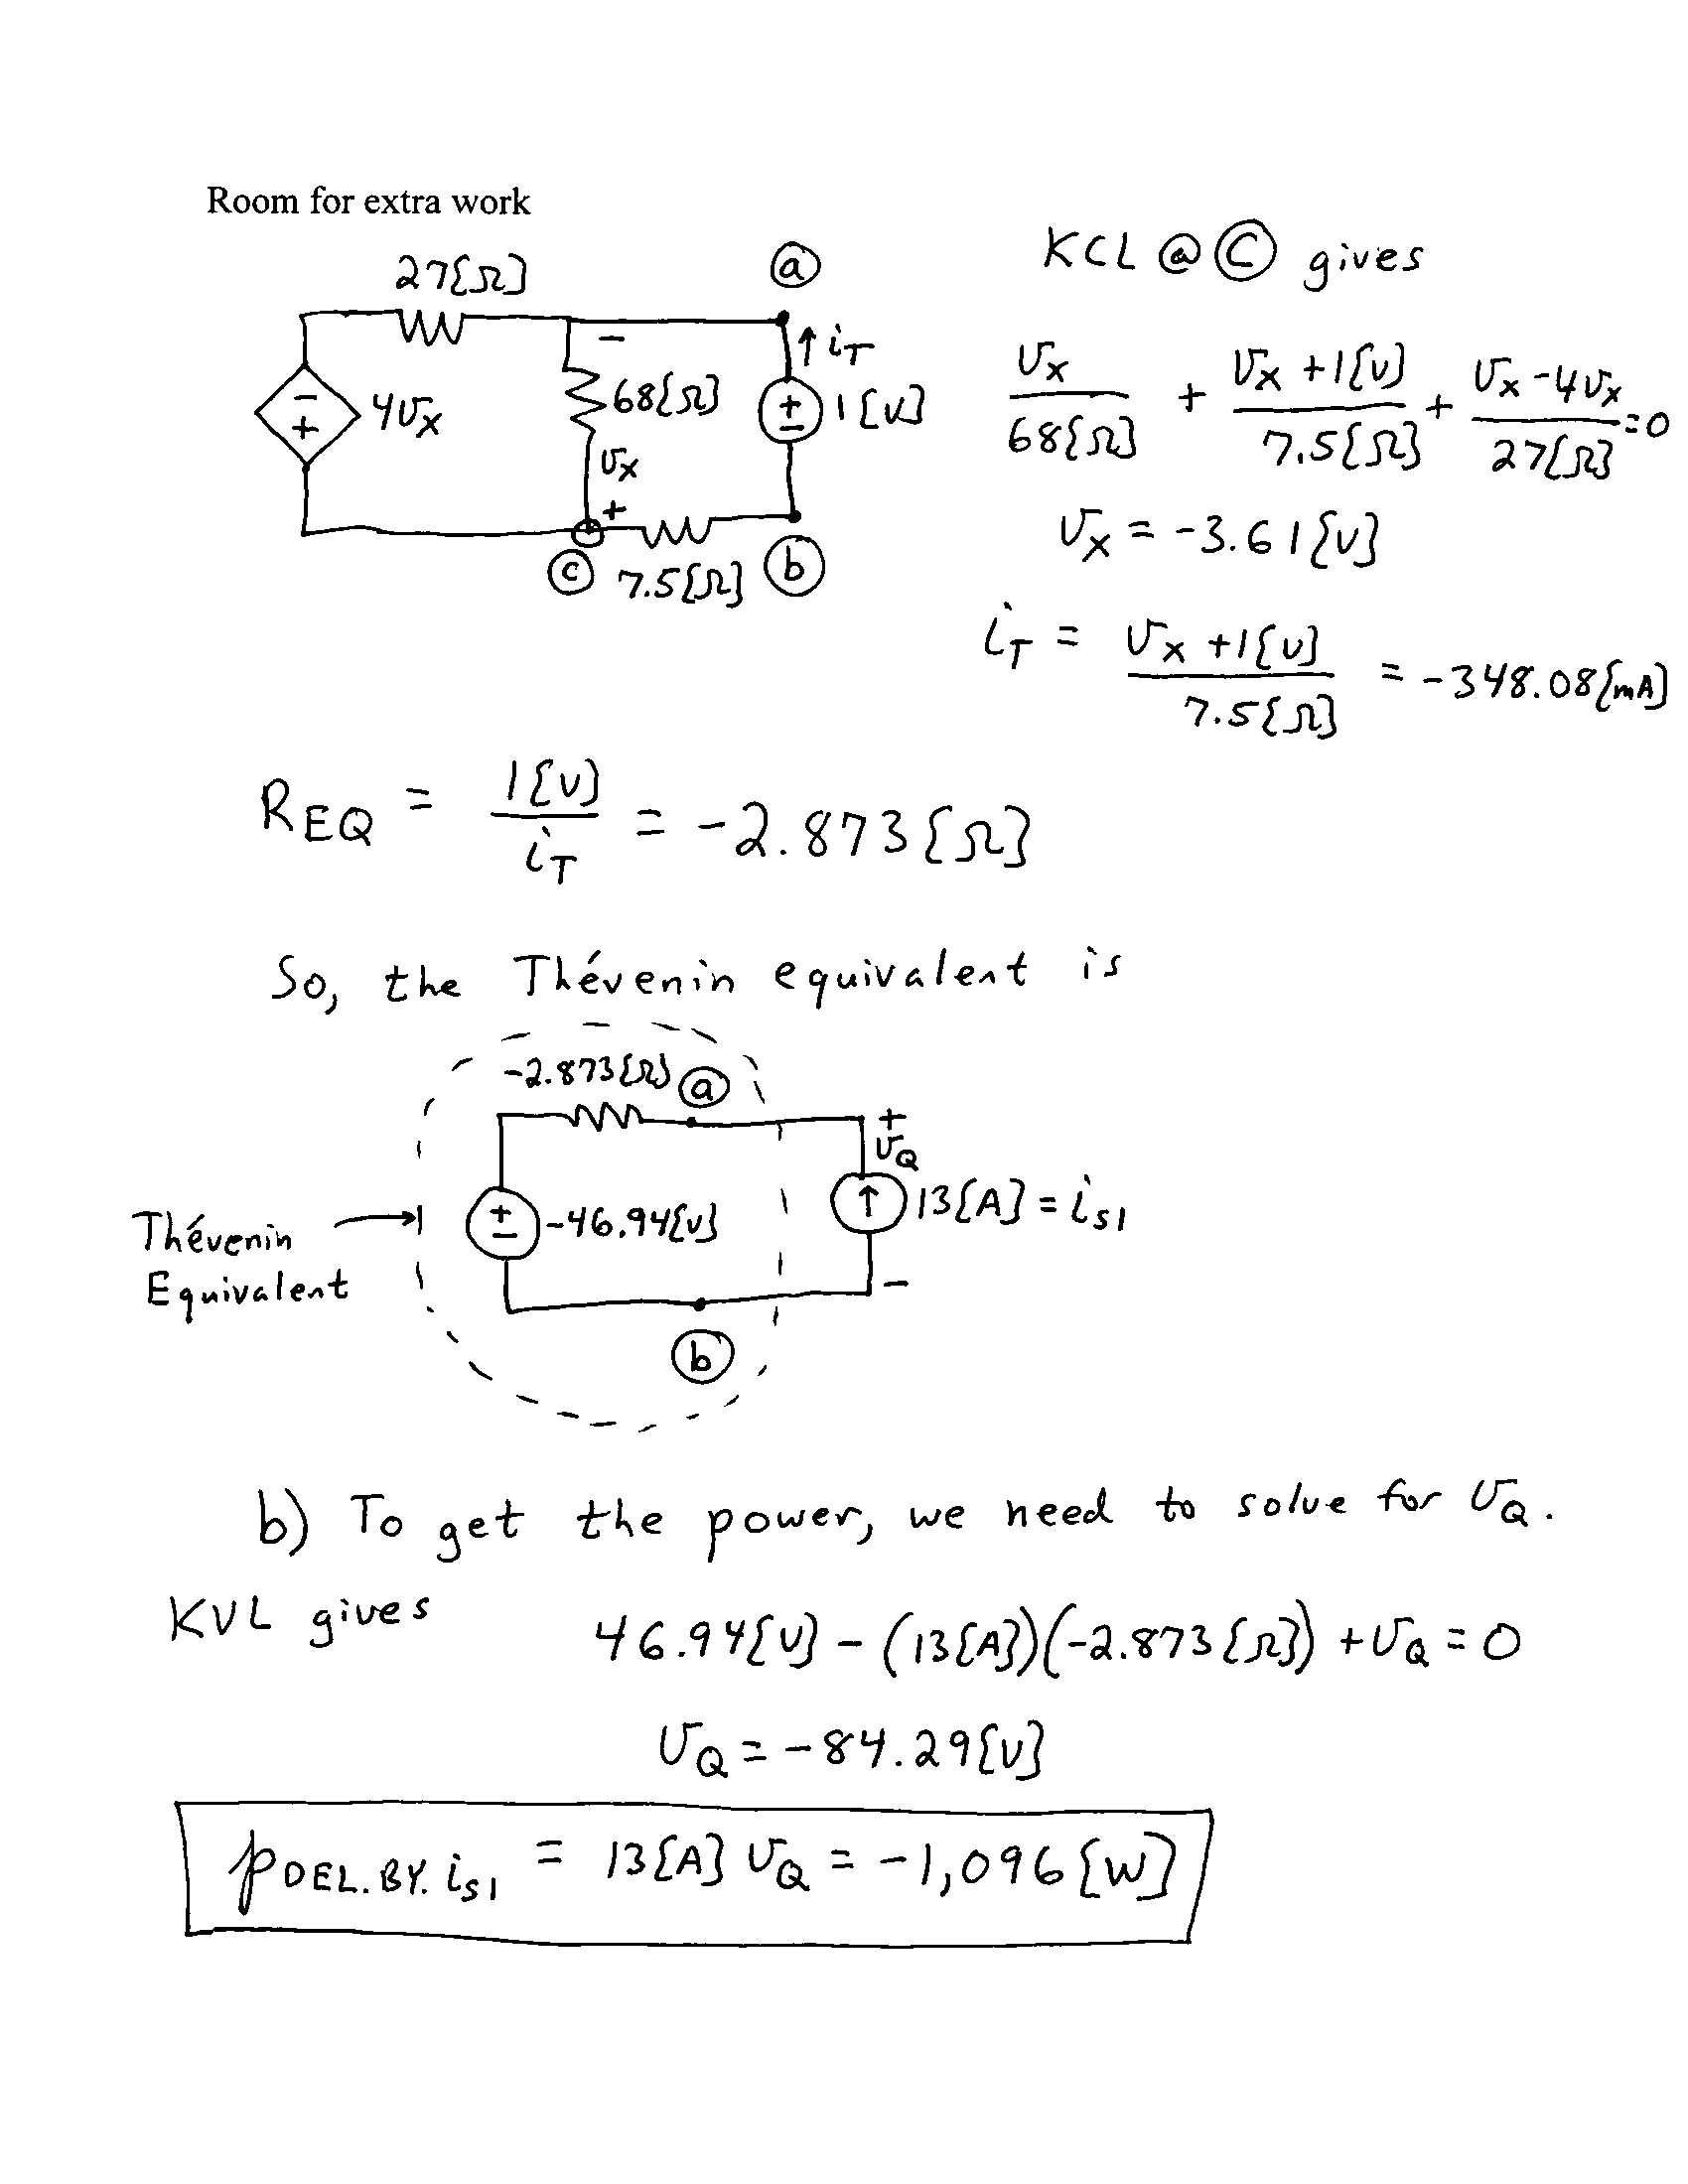 Room for extra work
27[Ω]
ⓐ
- +
4vx
-
68[Ω]
vx
+
↑ iT
+ -
1[v]
ⓒ
7.5[Ω]
ⓑ
KCL @ ⓒ gives
vx/68[Ω] + (vx + 1[v])/7.5[Ω] + (vx - 4vx)/27[Ω] = 0
vx = -3.61[v]
iT = (vx + 1[v])/7.5[Ω] = -348.08[mA]
REQ = 1[v]/iT = -2.873[Ω]
So, the Thévenin equivalent is
-2.873[Ω]
ⓐ
+
vQ
-
+ -
-46.94[v]
↑ 13[A] = is1
Thévenin →
Equivalent
ⓑ
b) To get the power, we need to solve for vQ.
KVL gives 46.94[v] - (13[A])(-2.873[Ω]) + vQ = 0
vQ = -84.29[v]
pDEL.BY. is1 = 13[A] vQ = -1,096[W]